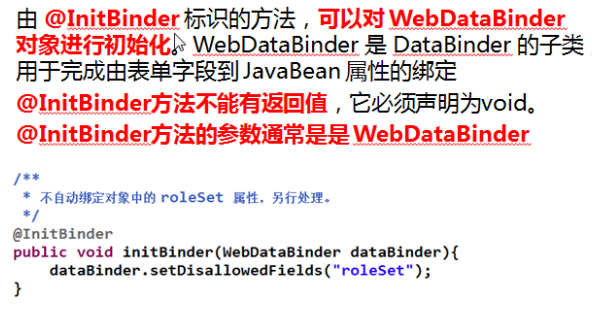 由 @InitBinder 标识的方法，可以对 WebDataBinder
对象进行初始化。WebDataBinder 是 DataBinder 的子类
用于完成由表单字段到 JavaBean 属性的绑定
@InitBinder方法不能有返回值，它必须声明为void。
@InitBinder方法的参数通常是是 WebDataBinder
/**
 * 不自动绑定对象中的 roleSet 属性，另行处理。
 */
@InitBinder
public void initBinder(WebDataBinder dataBinder){
    dataBinder.setDisallowedFields("roleSet");
}